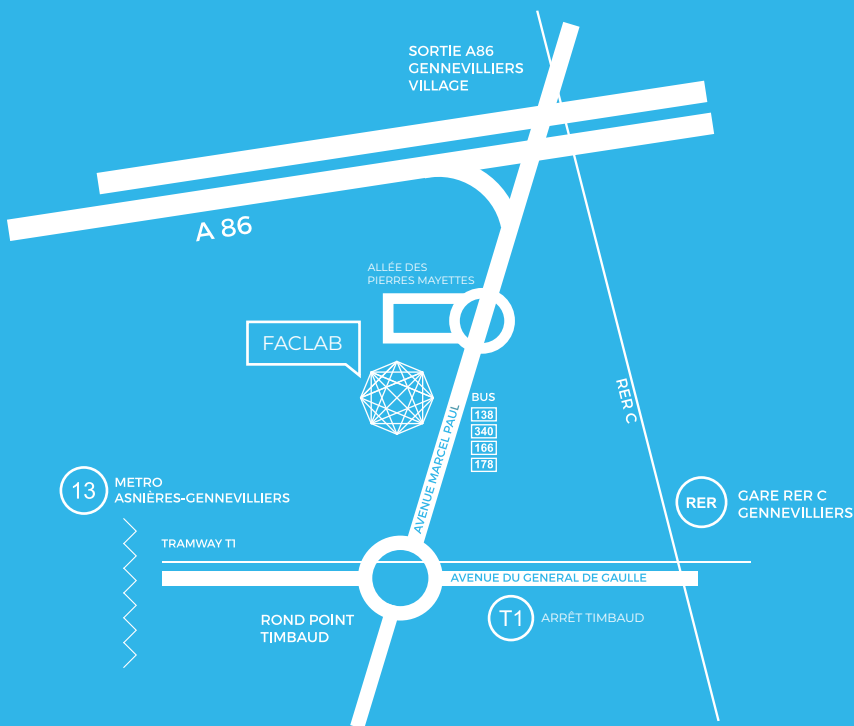 SORTIE A86
GENNEVILLIERS
VILLAGE
A 86
ALLÉE DES
PIERRES MAYETTES
FACLAB
BUS
138
340
166
178
AVENUE MARCEL PAUL
RER C
13
METRO
ASNIÈRES-GENNEVILLIERS
RER
GARE RER C
GENNEVILLIERS
TRAMWAY T1
AVENUE DU GENERAL DE GAULLE
ROND POINT
TIMBAUD
T1
ARRÊT TIMBAUD